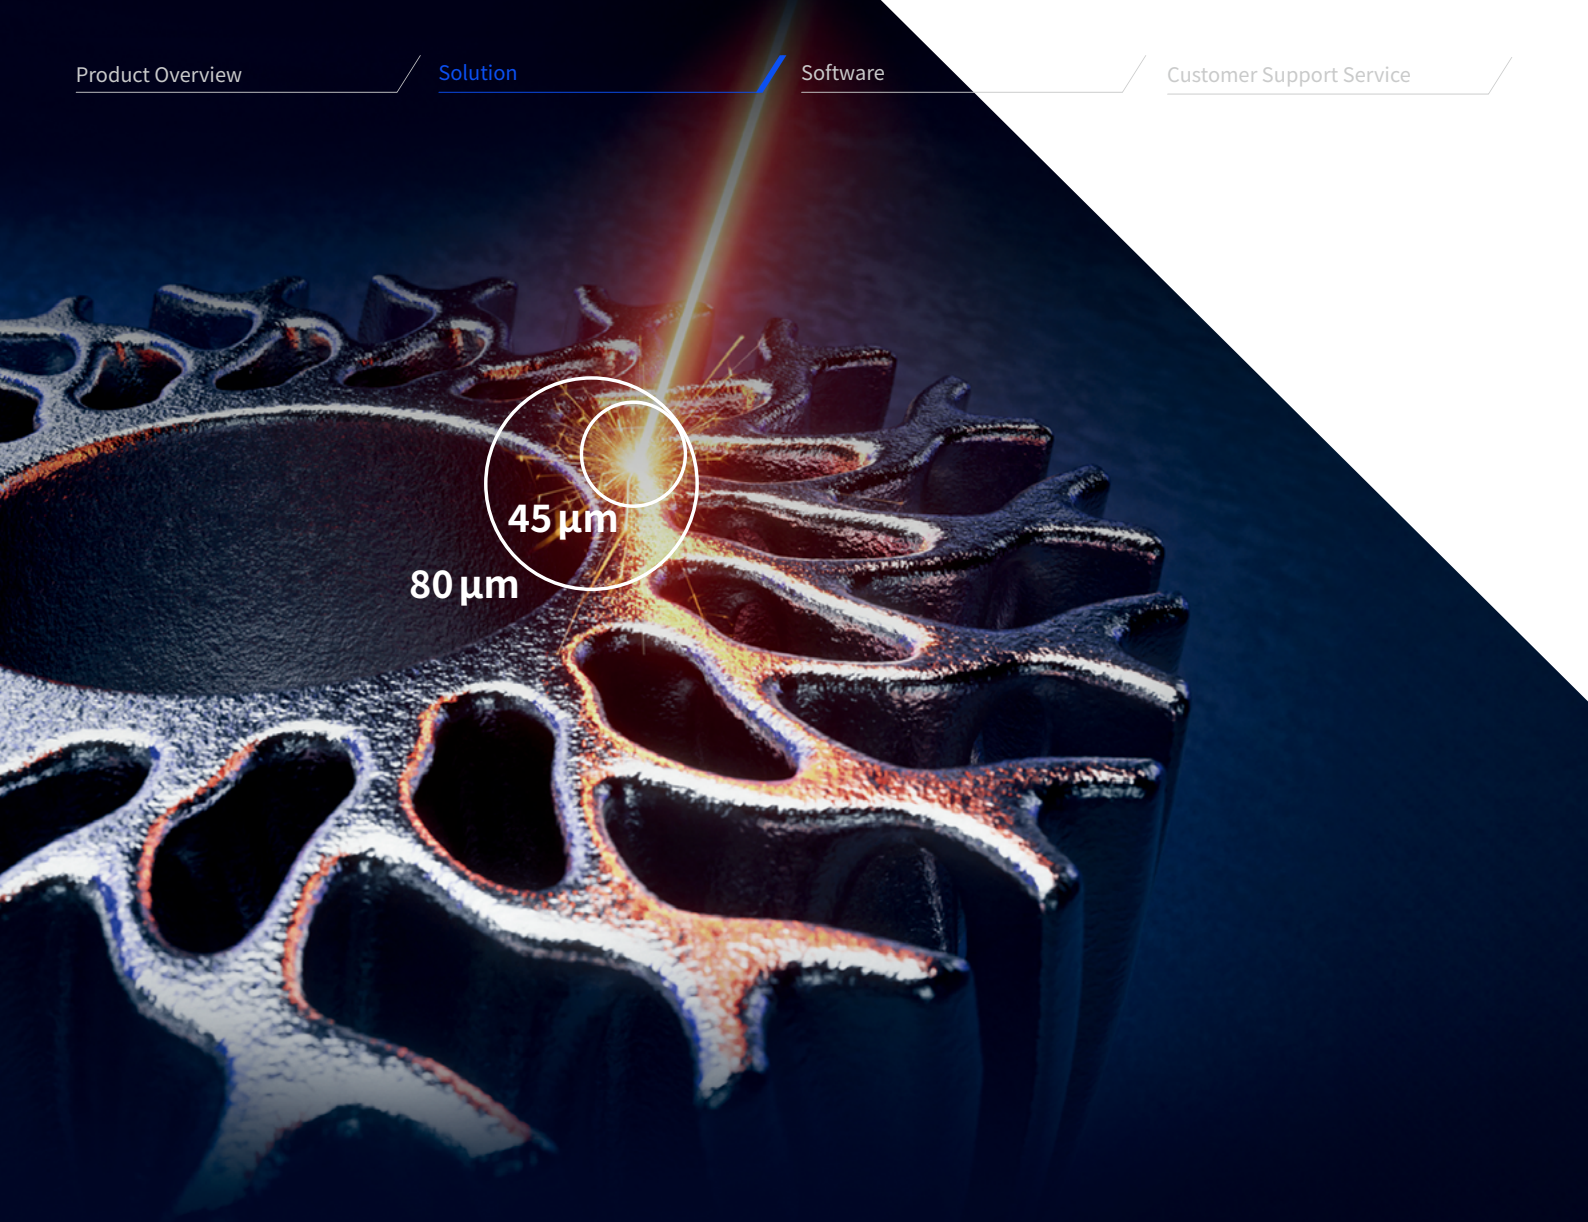 Product Overview
Solution
Software
Customer Support Service
45 µm
80 µm